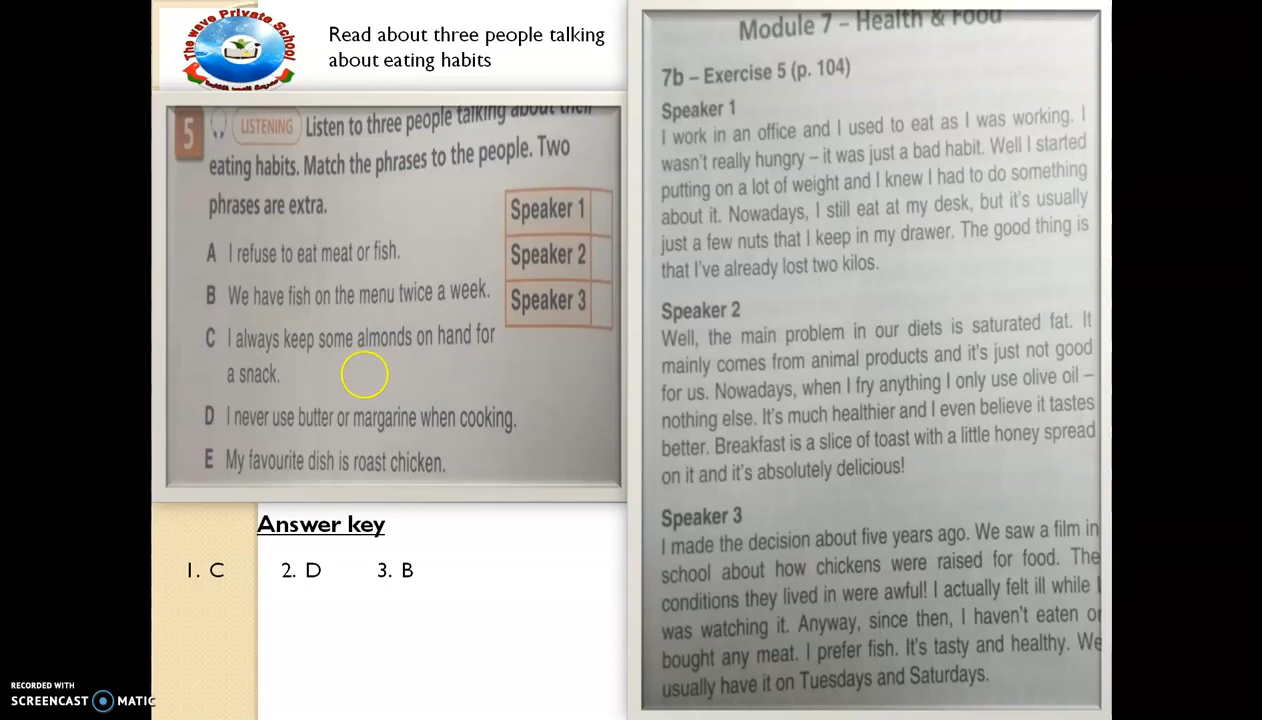 The Wave Private School
Read about three people talking
about eating habits
5 LISTENING Listen to three people talking about their
eating habits. Match the phrases to the people. Two
phrases are extra.
Speaker 1
Speaker 2
Speaker 3
A I refuse to eat meat or fish.
B We have fish on the menu twice a week.
C I always keep some almonds on hand for
a snack.
D I never use butter or margarine when cooking.
E My favourite dish is roast chicken.
Answer key
1. C 2. D 3. B
Module 7 – Health & Food
7b – Exercise 5 (p. 104)
Speaker 1
I work in an office and I used to eat as I was working. I
wasn't really hungry – it was just a bad habit. Well I started
putting on a lot of weight and I knew I had to do something
about it. Nowadays, I still eat at my desk, but it's usually
just a few nuts that I keep in my drawer. The good thing is
that I've already lost two kilos.
Speaker 2
Well, the main problem in our diets is saturated fat. It
mainly comes from animal products and it's just not good
for us. Nowadays, when I fry anything I only use olive oil –
nothing else. It's much healthier and I even believe it tastes
better. Breakfast is a slice of toast with a little honey spread
on it and it's absolutely delicious!
Speaker 3
I made the decision about five years ago. We saw a film in
school about how chickens were raised for food. The
conditions they lived in were awful! I actually felt ill while I
was watching it. Anyway, since then, I haven't eaten or
bought any meat. I prefer fish. It's tasty and healthy. We
usually have it on Tuesdays and Saturdays.
RECORDED WITH
SCREENCAST MATIC